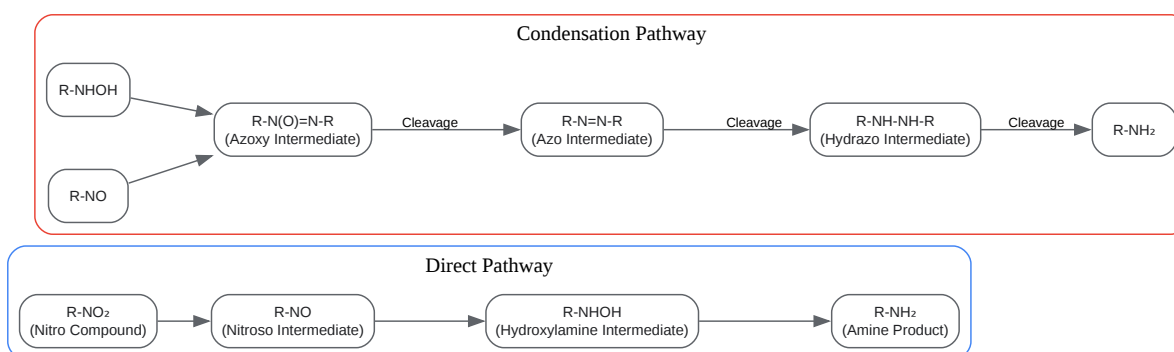 Condensation Pathway
R-NHOH
R-N(O)=N-R
(Azoxy Intermediate)
Cleavage
R-N=N-R
(Azo Intermediate)
Cleavage
R-NH-NH-R
(Hydrazo Intermediate)
Cleavage
R-NH₂
R-NO
Direct Pathway
R-NO₂
(Nitro Compound)
R-NO
(Nitroso Intermediate)
R-NHOH
(Hydroxylamine Intermediate)
R-NH₂
(Amine Product)